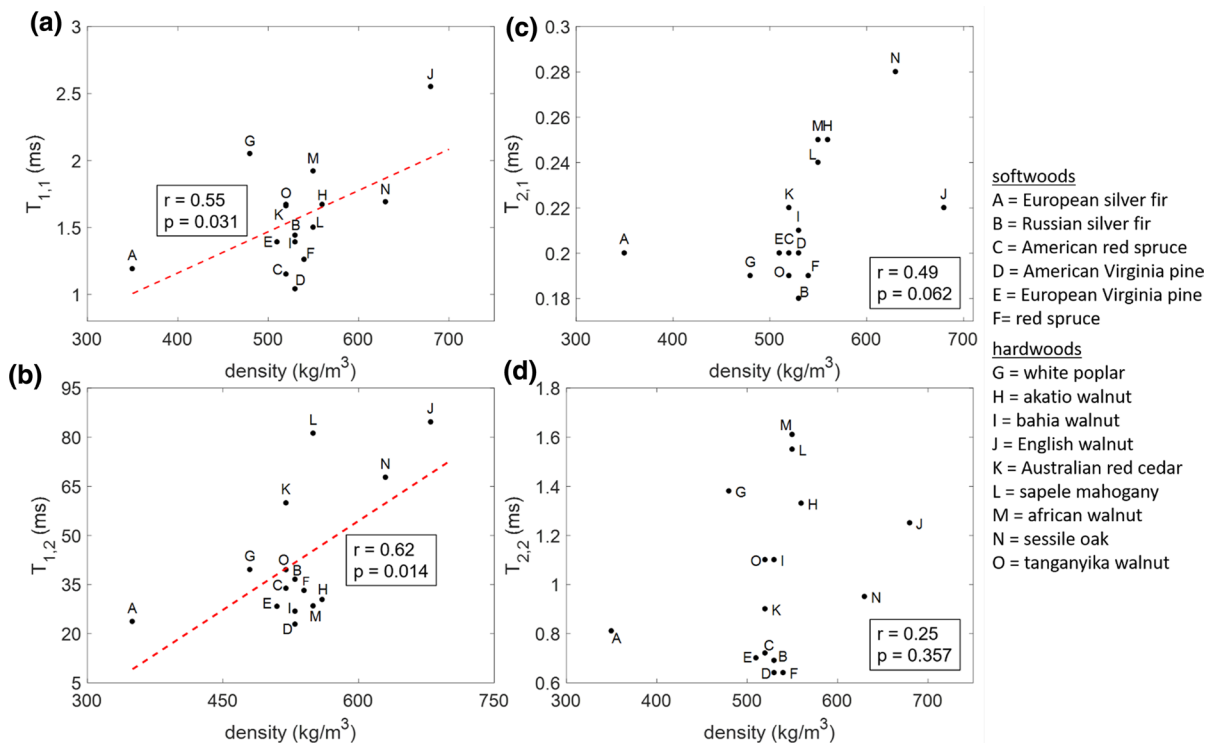 (a)
3
2.5
2
1.5
1
T1,1 (ms)
J
G
M
O
K
H
N
B
L
E
I
F
A
C
D
r = 0.55
p = 0.031
300
400
500
600
700
density (kg/m3)
(c)
0.3
0.28
0.26
0.24
0.22
0.2
0.18
T2,1 (ms)
N
M
H
L
K
J
I
A
E
C
D
G
O
F
B
r = 0.49
p = 0.062
300
400
500
600
700
density (kg/m3)
(b)
95
80
65
50
35
20
5
T1,2 (ms)
J
L
N
K
G
O
B
C
F
H
E
I
M
A
D
r = 0.62
p = 0.014
300
450
600
750
density (kg/m3)
(d)
1.8
1.6
1.4
1.2
1
0.8
0.6
T2,2 (ms)
M
L
G
H
J
O
I
N
K
A
C
E
B
D
F
r = 0.25
p = 0.357
300
400
500
600
700
density (kg/m3)
softwoods
A = European silver fir
B = Russian silver fir
C = American red spruce
D = American Virginia pine
E = European Virginia pine
F= red spruce
hardwoods
G = white poplar
H = akatio walnut
I = bahia walnut
J = English walnut
K = Australian red cedar
L = sapele mahogany
M = african walnut
N = sessile oak
O = tanganyika walnut